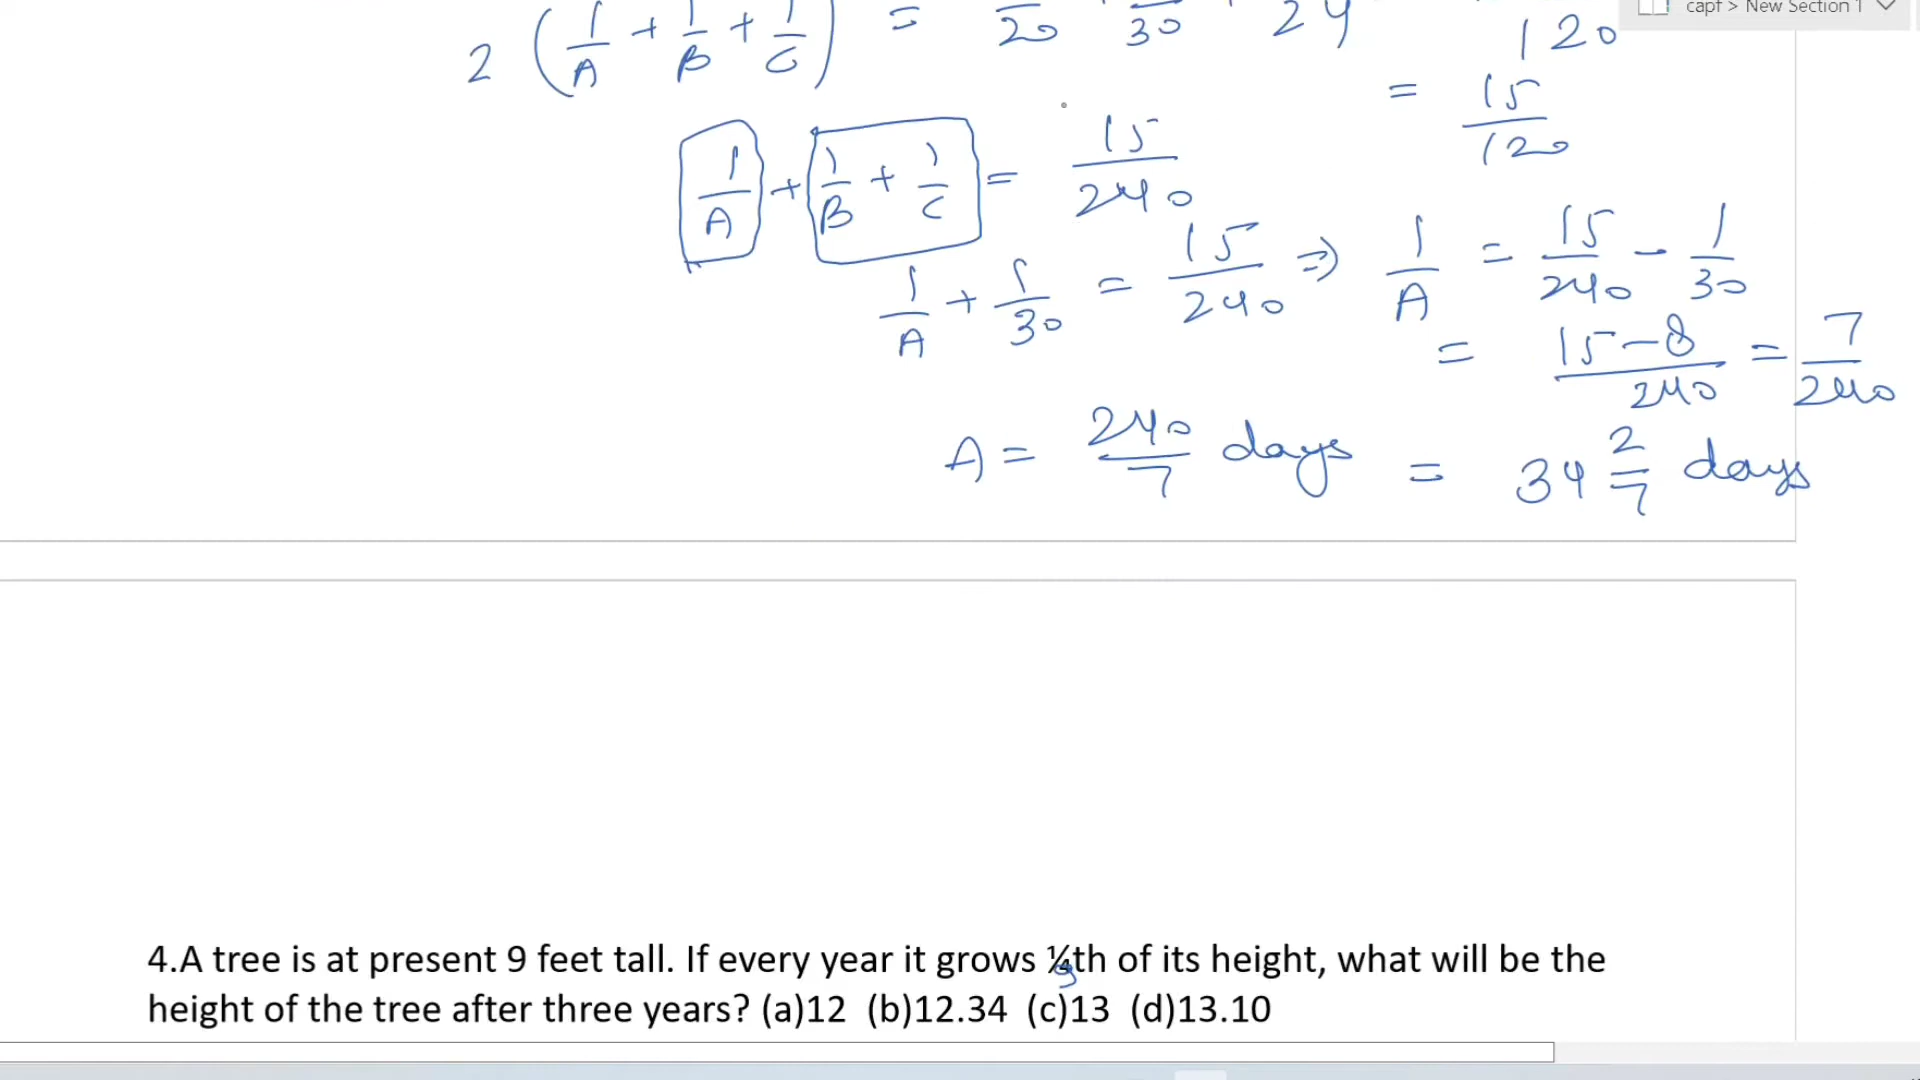 capf > New Section 1
2 (1/A + 1/B + 1/C) = /20 + /30 + 24 120
= 15/120
1/A + 1/B + 1/C = 15/240
1/A + 1/30 = 15/240 ⇒ 1/A = 15/240 - 1/30
= 15-8/240 = 7/240
A = 240/7 days = 34 2/7 days
4.A tree is at present 9 feet tall. If every year it grows th of its height, what will be the
height of the tree after three years? (a)12 (b)12.34 (c)13 (d)13.10